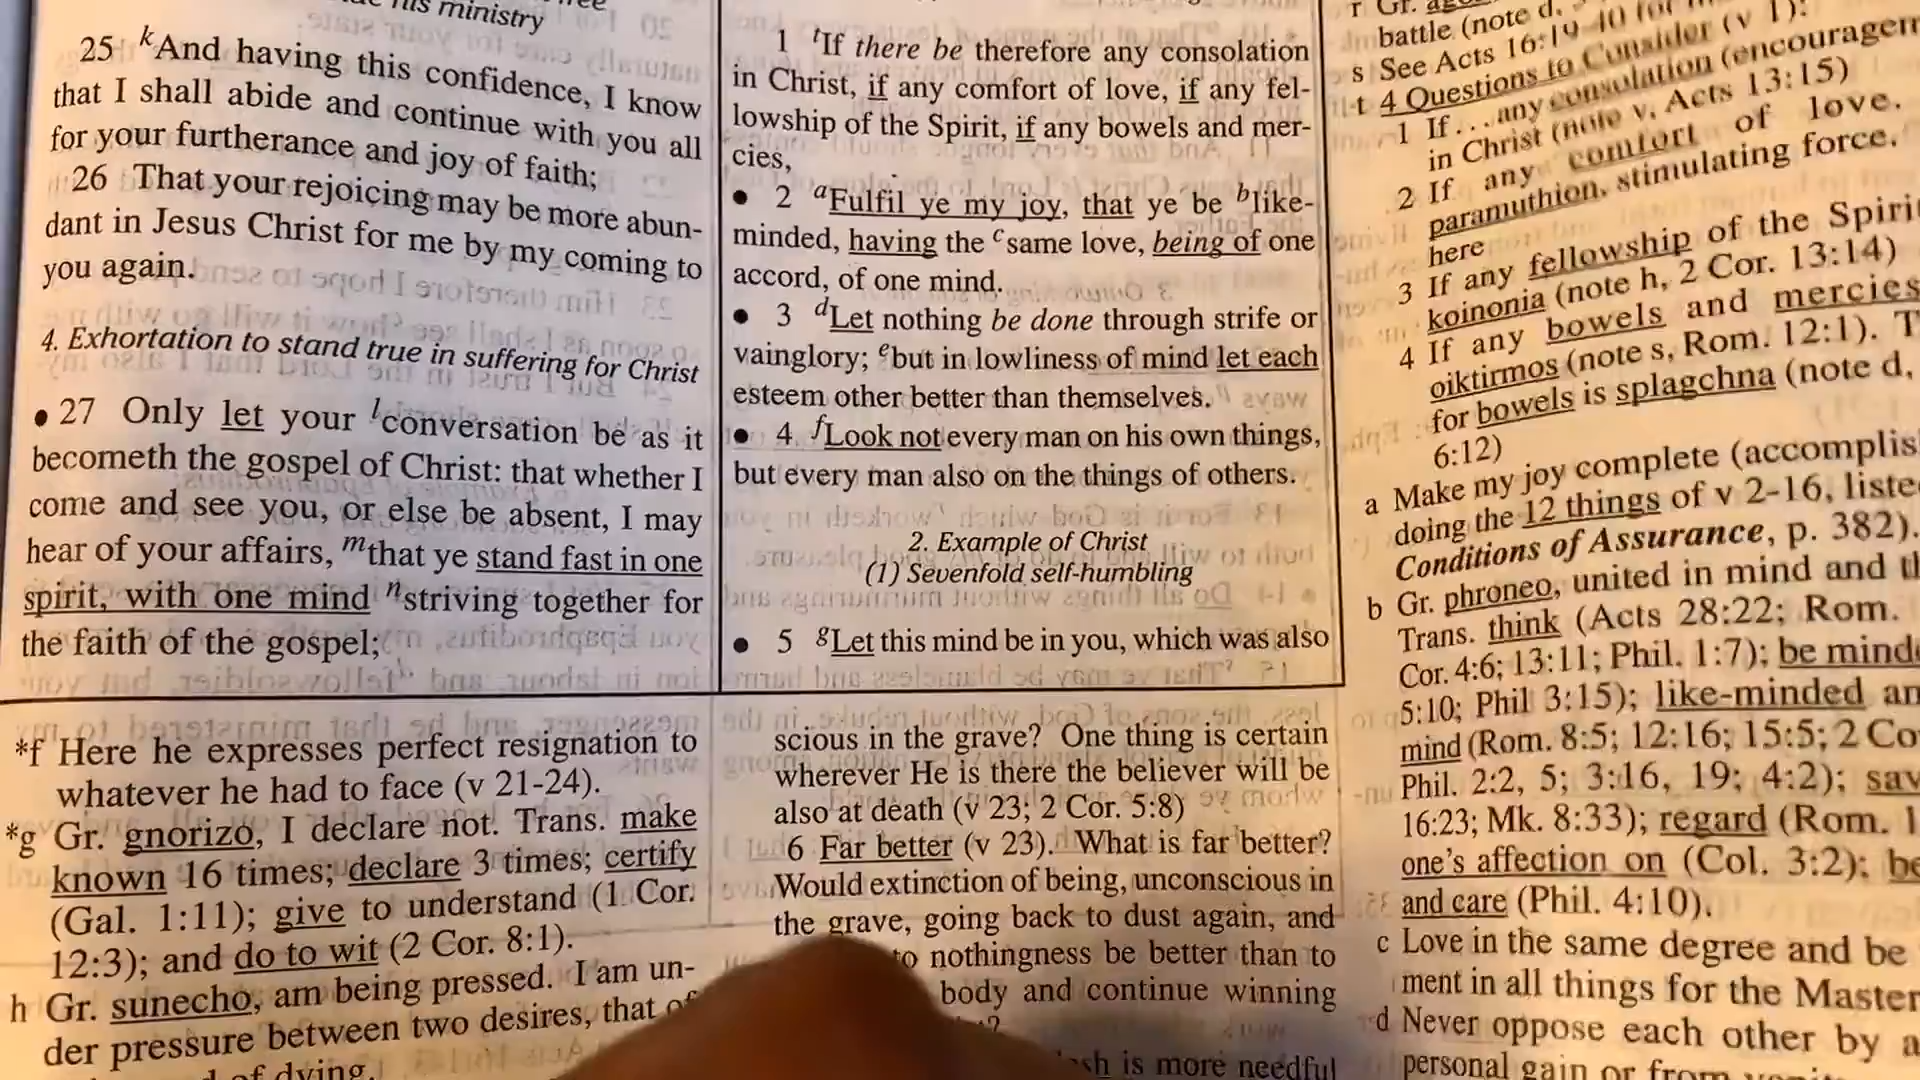 his ministry
25 kAnd having this confidence, I know
that I shall abide and continue with you all
for your furtherance and joy of faith;
26 That your rejoicing may be more abun-
dant in Jesus Christ for me by my coming to
you again.
4. Exhortation to stand true in suffering for Christ
• 27 Only let your lconversation be as it
becometh the gospel of Christ: that whether I
come and see you, or else be absent, I may
hear of your affairs, mthat ye stand fast in one
spirit, with one mind nstriving together for
the faith of the gospel;
1 tIf there be therefore any consolation
in Christ, if any comfort of love, if any fel-
lowship of the Spirit, if any bowels and mer-
cies,
• 2 aFulfil ye my joy, that ye be blike-
minded, having the csame love, being of one
accord, of one mind.
• 3 dLet nothing be done through strife or
vainglory; ebut in lowliness of mind let each
esteem other better than themselves.
• 4 fLook not every man on his own things,
but every man also on the things of others.
2. Example of Christ
(1) Sevenfold self-humbling
• 5 gLet this mind be in you, which was also
*f Here he expresses perfect resignation to
whatever he had to face (v 21-24).
*g Gr. gnorizo, I declare not. Trans. make
known 16 times; declare 3 times; certify
(Gal. 1:11); give to understand (1 Cor.
12:3); and do to wit (2 Cor. 8:1).
h Gr. sunecho, am being pressed. I am un-
der pressure between two desires, that of
of dying.
scious in the grave? One thing is certain
wherever He is there the believer will be
also at death (v 23; 2 Cor. 5:8)
6 Far better (v 23). What is far better?
Would extinction of being, unconscious in
the grave, going back to dust again, and
to nothingness be better than to
body and continue winning
is more needful
r Gr.
battle (note d.
s See Acts 16:19-40 for
t 4 Questions to Consider (v 1):
1 If...any consolation (encouragem
in Christ (note v, Acts 13:15)
2 If any comfort of love.
paramuthion, stimulating force,
here
3 If any fellowship of the Spiri
koinonia (note h, 2 Cor. 13:14)
4 If any bowels and mercies
oiktirmos (note s, Rom. 12:1). T
for bowels is splagchna (note d,
6:12)
a Make my joy complete (accomplis
doing the 12 things of v 2-16, liste
Conditions of Assurance, p. 382).
b Gr. phroneo, united in mind and th
Trans. think (Acts 28:22; Rom.
Cor. 4:6; 13:11; Phil. 1:7); be minde
5:10; Phil 3:15); like-minded an
mind (Rom. 8:5; 12:16; 15:5; 2 Co
Phil. 2:2, 5; 3:16, 19; 4:2); sav
16:23; Mk. 8:33); regard (Rom. 1
one's affection on (Col. 3:2); be
and care (Phil. 4:10).
c Love in the same degree and be
ment in all things for the Master
d Never oppose each other by a
personal gain or from